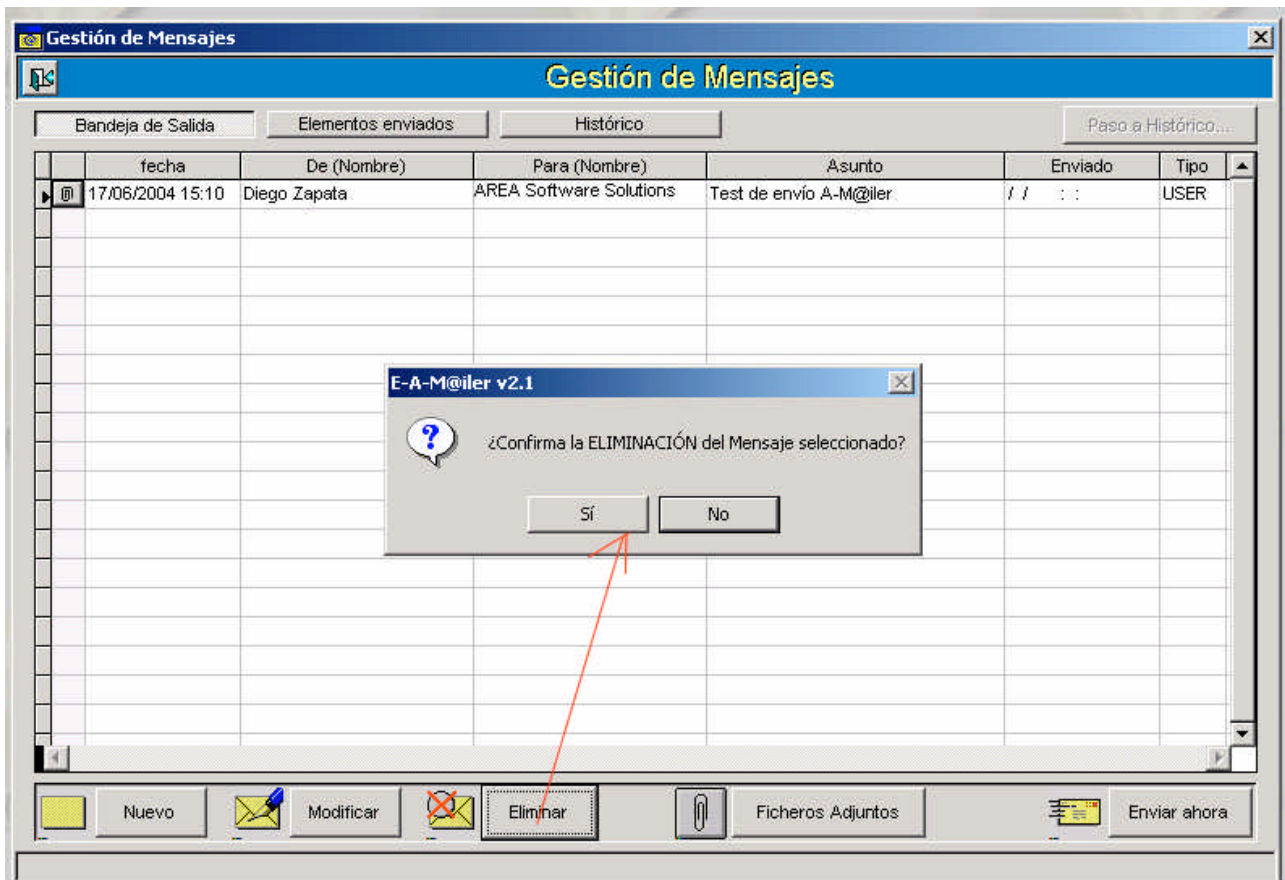 Gestión de Mensajes
Gestión de Mensajes
Bandeja de Salida Elementos enviados Histórico Paso a Histórico...
fecha De (Nombre) Para (Nombre) Asunto Enviado Tipo
17/06/2004 15:10 Diego Zapata AREA Software Solutions Test de envío A-M@iler / / : : USER
E-A-M@iler v2.1
¿Confirma la ELIMINACIÓN del Mensaje seleccionado?
Sí No
Nuevo Modificar Eliminar Ficheros Adjuntos Enviar ahora